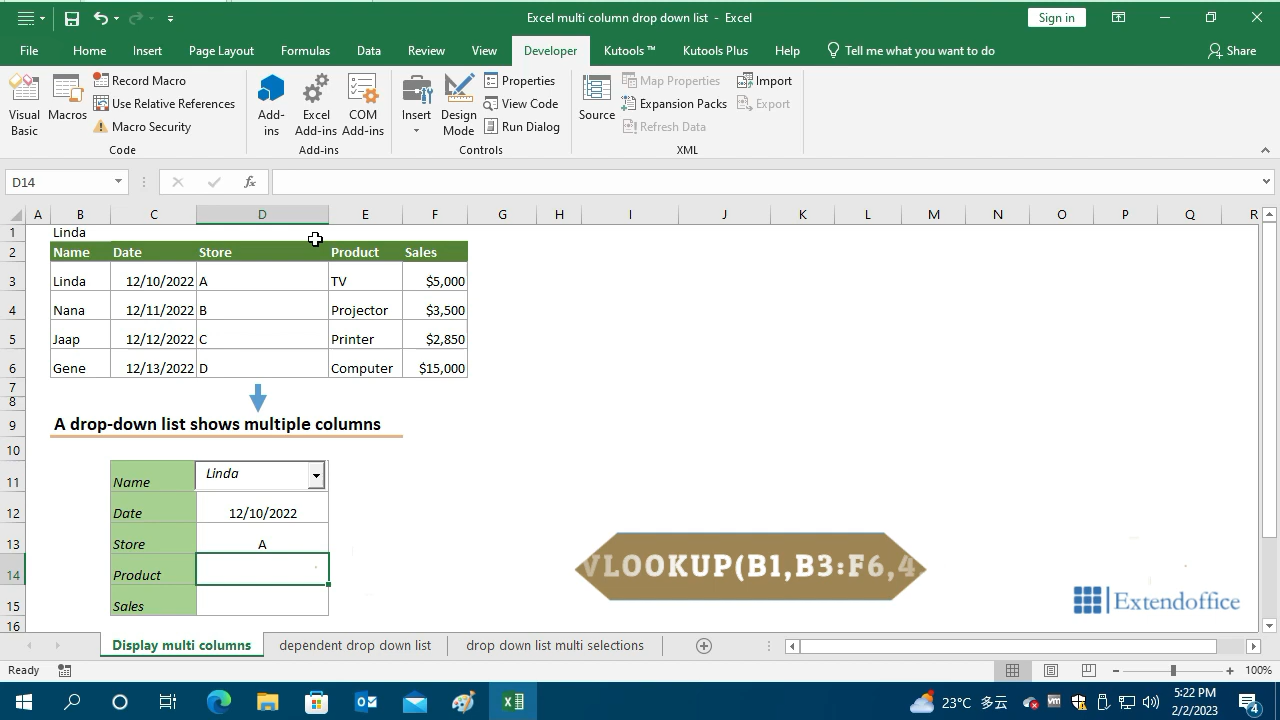 Excel multi column drop down list - Excel
Sign in
File Home Insert Page Layout Formulas Data Review View Developer Kutools ™ Kutools Plus Help Tell me what you want to do Share
Visual Basic
Macros
Record Macro
Use Relative References
Macro Security
Code
Add-ins
Excel Add-ins
COM Add-ins
Add-ins
Insert
Design Mode
Properties
View Code
Run Dialog
Controls
Source
Map Properties
Expansion Packs
Refresh Data
Import
Export
XML
D14
fx
A B C D E F G H I J K L M N O P Q R
1 Linda
2 Name Date Store Product Sales
3 Linda 12/10/2022 A TV $5,000
4 Nana 12/11/2022 B Projector $3,500
5 Jaap 12/12/2022 C Printer $2,850
6 Gene 12/13/2022 D Computer $15,000
7
8
9 A drop-down list shows multiple columns
10
11 Name Linda
12 Date 12/10/2022
13 Store A
14 Product
15 Sales
16
VLOOKUP(B1,B3:F6,4
Extendoffice
Display multi columns dependent drop down list drop down list multi selections
Ready
100%
23°C 多云
5:22 PM
2/2/2023
4